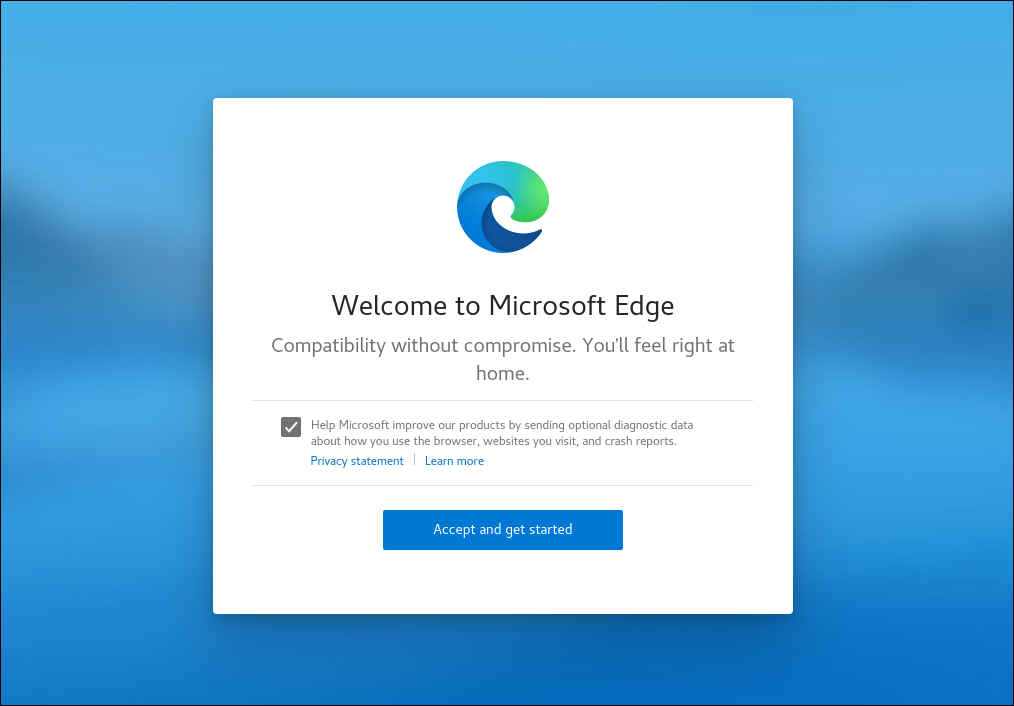 Welcome to Microsoft Edge
Compatibility without compromise. You'll feel right at
home.
Help Microsoft improve our products by sending optional diagnostic data
about how you use the browser, websites you visit, and crash reports.
Privacy statement | Learn more
Accept and get started